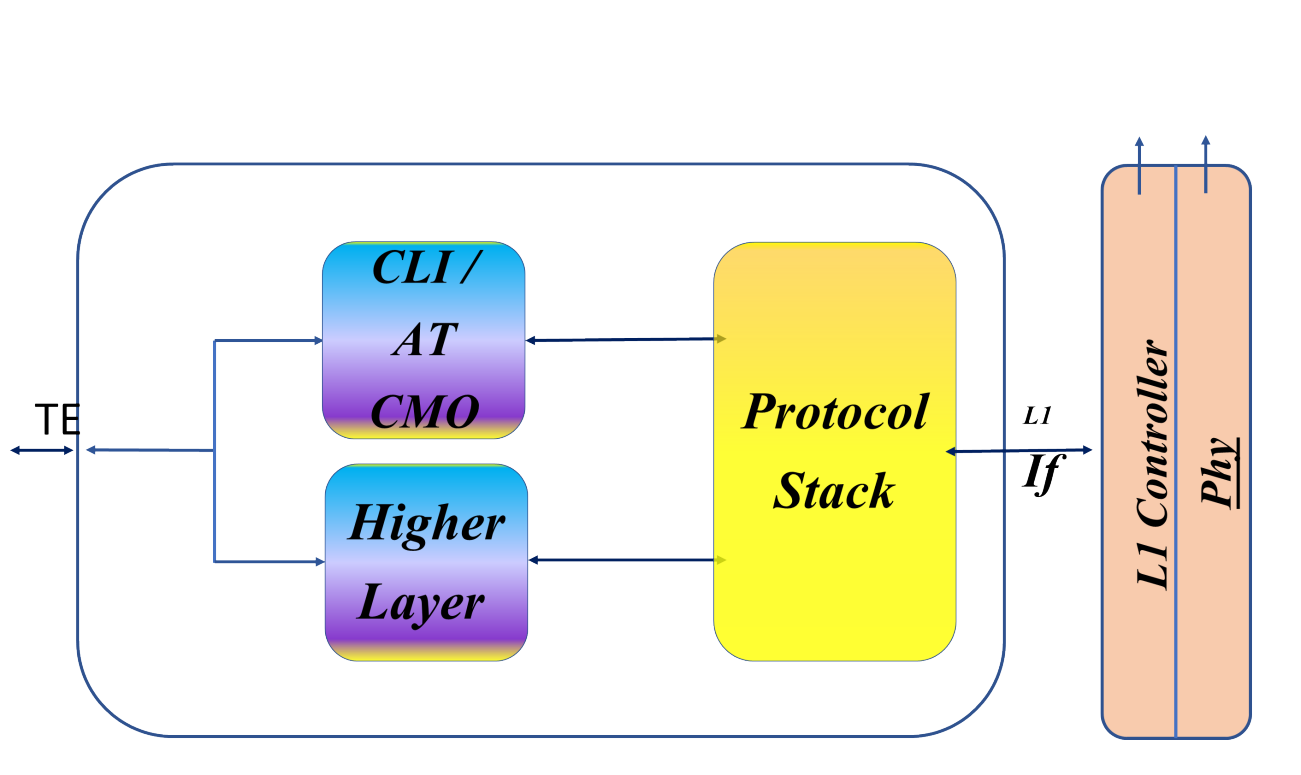 TE
CLI /
AT
CMO
Higher
Layer
Protocol
Stack
L1
If
L1 Controller
Phy